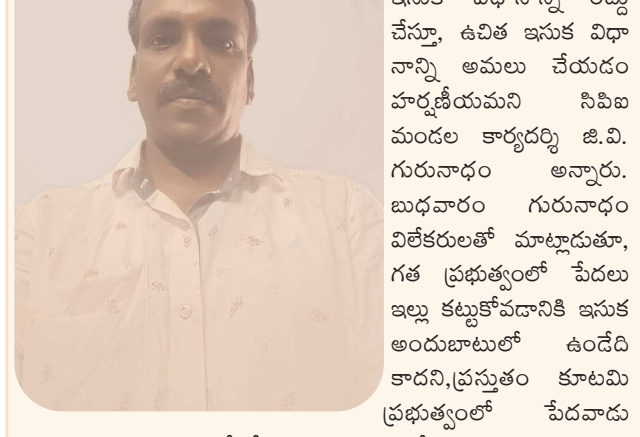 చేస్తూ, ఉచిత ఇసుక విధా
నాన్ని అమలు చేయడం
హర్షణీయమని సిపిఐ
మండల కార్యదర్శి జి.వి.
గురునాధం అన్నారు.
బుధవారం గురునాధం
విలేకరులతో మాట్లాడుతూ,
గత ప్రభుత్వంలో పేదలు
ఇల్లు కట్టుకోవడానికి ఇసుక
అందుబాటులో ఉండేది
కాదని,ప్రస్తుతం కూటమి
ప్రభుత్వంలో పేదవాడు